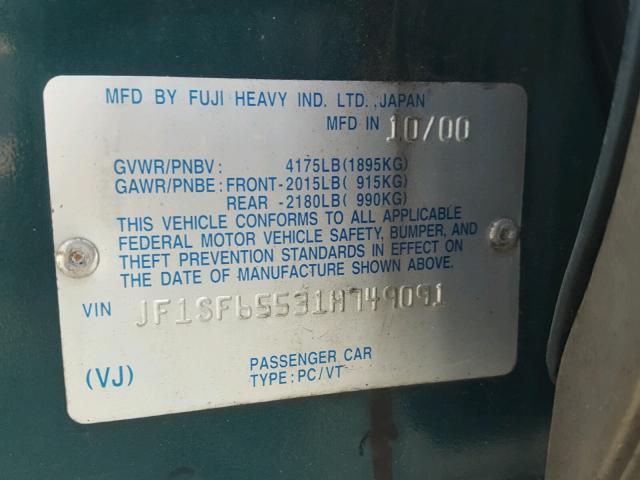 MFD BY FUJI HEAVY IND. LTD., JAPAN
MFD IN 10/00
GVWR/PNBV: 4175LB(1895KG)
GAWR/PNBE: FRONT-2015LB( 915KG)
REAR -2180LB( 990KG)
THIS VEHICLE CONFORMS TO ALL APPLICABLE
FEDERAL MOTOR VEHICLE SAFETY, BUMPER, AND
THEFT PREVENTION STANDARDS IN EFFECT ON
THE DATE OF MANUFACTURE SHOWN ABOVE.
VIN JF1SF65531H749091
PASSENGER CAR
(VJ) TYPE: PC/VT